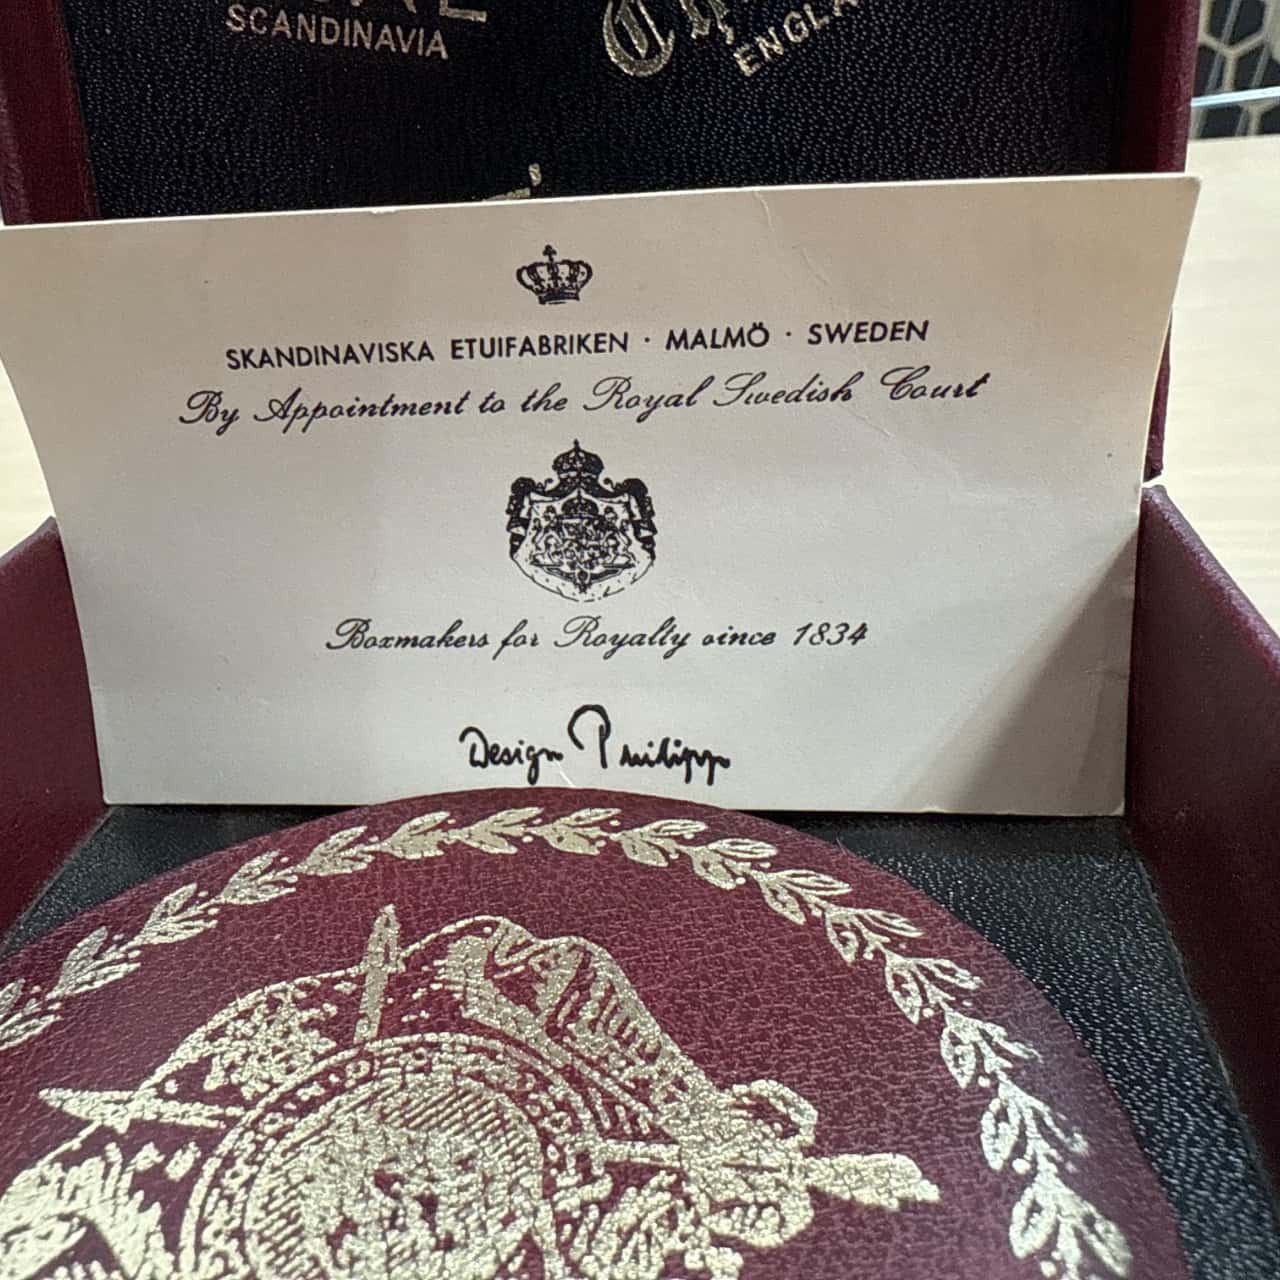 SCANDINAVIA
ENGLA
SKANDINAVISKA ETUIFABRIKEN · MALMÖ · SWEDEN
By Appointment to the Royal Swedish Court
Boxmakers for Royalty since 1834
Design Philipp